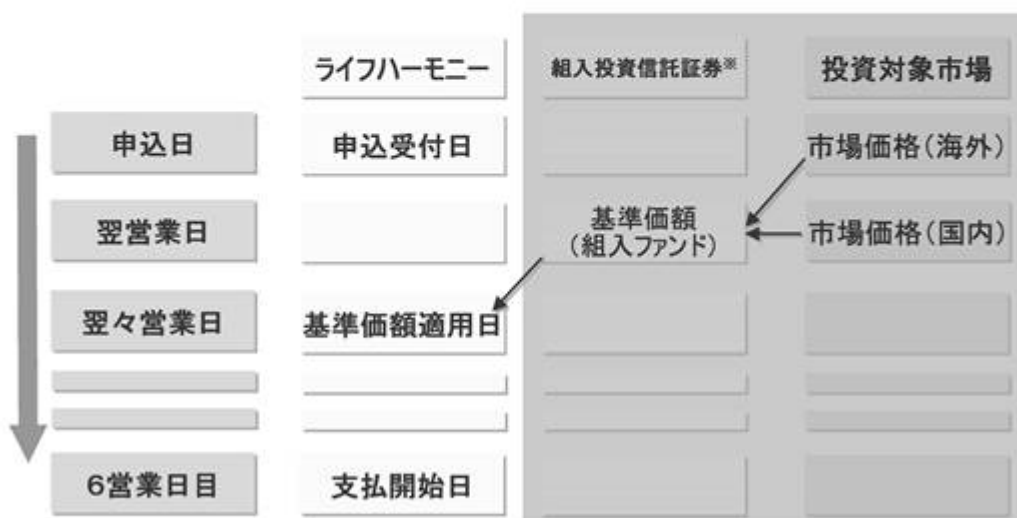 ライフハーモニー
組入投資信託証券※
投資対象市場
申込日
申込受付日
市場価格(海外)
翌営業日
基準価額
(組入ファンド)
市場価格(国内)
翌々営業日
基準価額適用日
6営業日目
支払開始日